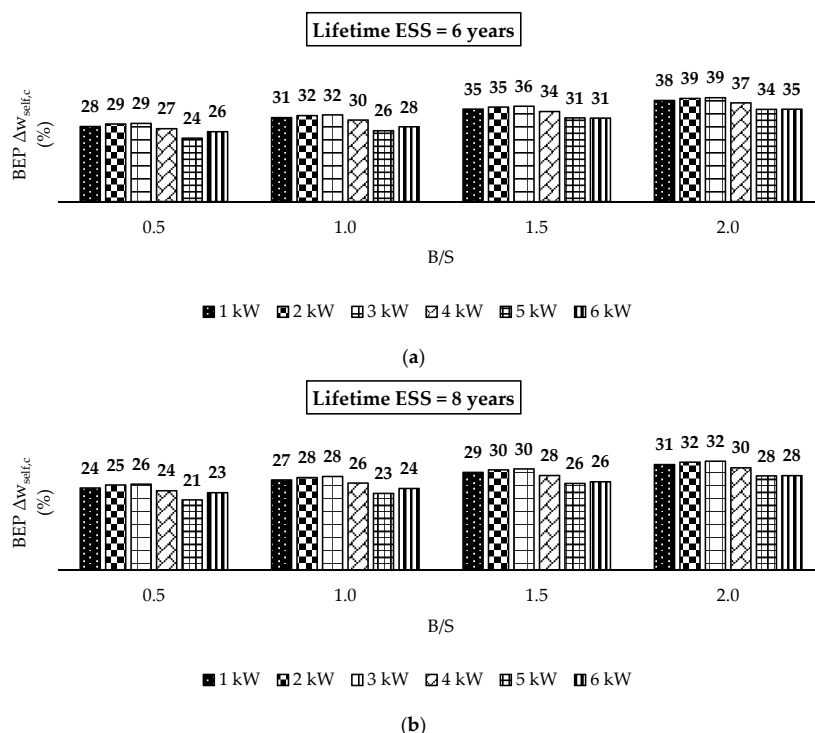 Lifetime ESS = 6 years
BEP Δwself,c
(%)
28 29 29 27 24 26 31 32 32 30 26 28 35 35 36 34 31 31 38 39 39 37 34 35
0.5 1.0 1.5 2.0
B/S
1 kW 2 kW 3 kW 4 kW 5 kW 6 kW
(a)
Lifetime ESS = 8 years
BEP Δwself,c
(%)
24 25 26 24 21 23 27 28 28 26 23 24 29 30 30 28 26 26 31 32 32 30 28 28
0.5 1.0 1.5 2.0
B/S
1 kW 2 kW 3 kW 4 kW 5 kW 6 kW
(b)